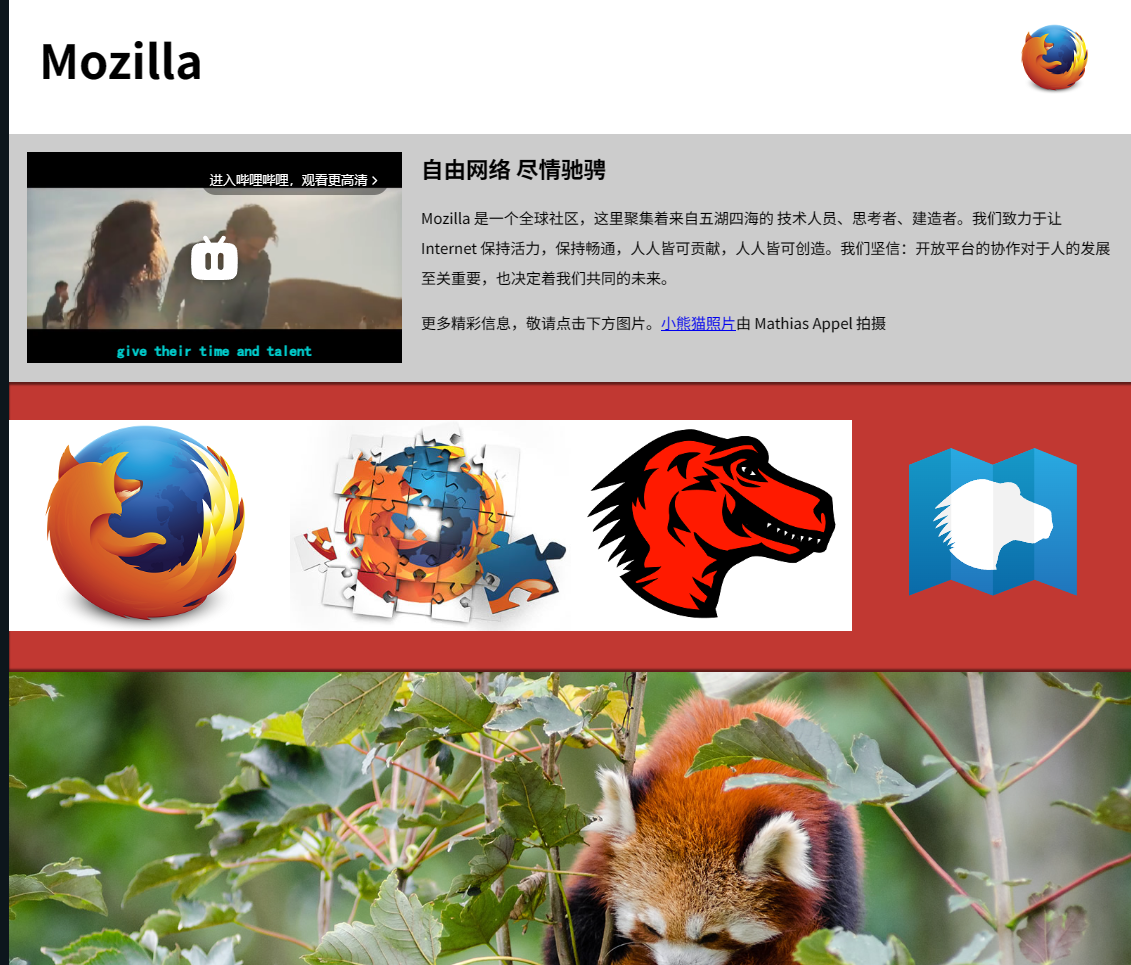 Mozilla
进入哔哩哔哩，观看更高清 >
give their time and talent
自由网络 尽情驰骋
Mozilla 是一个全球社区，这里聚集着来自五湖四海的 技术人员、思考者、建造者。我们致力于让
Internet 保持活力，保持畅通，人人皆可贡献，人人皆可创造。我们坚信：开放平台的协作对于人的发展
至关重要，也决定着我们共同的未来。
更多精彩信息，敬请点击下方图片。小熊猫照片由 Mathias Appel 拍摄